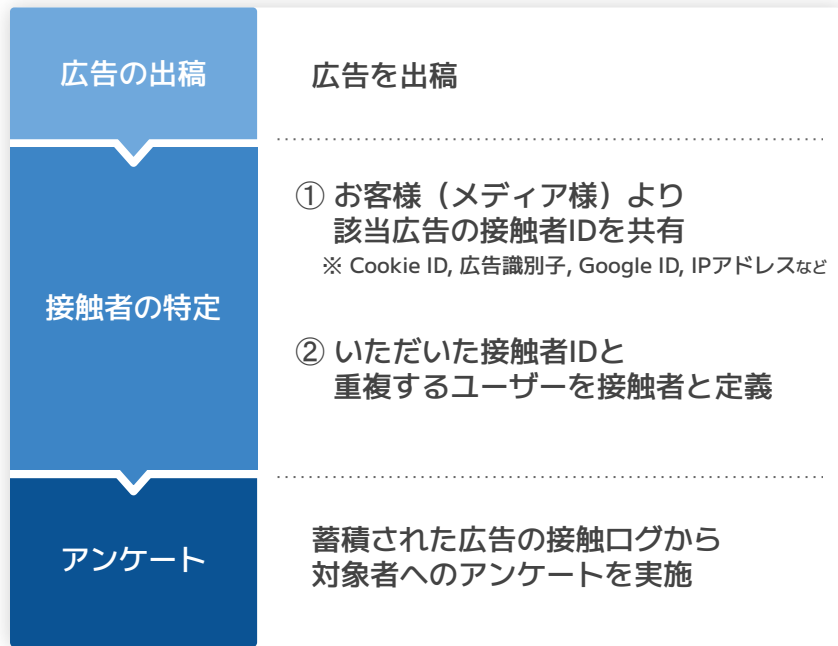 広告の出稿
広告を出稿
接触者の特定
① お客様（メディア様）より
該当広告の接触者IDを共有
※ Cookie ID, 広告識別子, Google ID, IPアドレスなど
② いただいた接触者IDと
重複するユーザーを接触者と定義
アンケート
蓄積された広告の接触ログから
対象者へのアンケートを実施